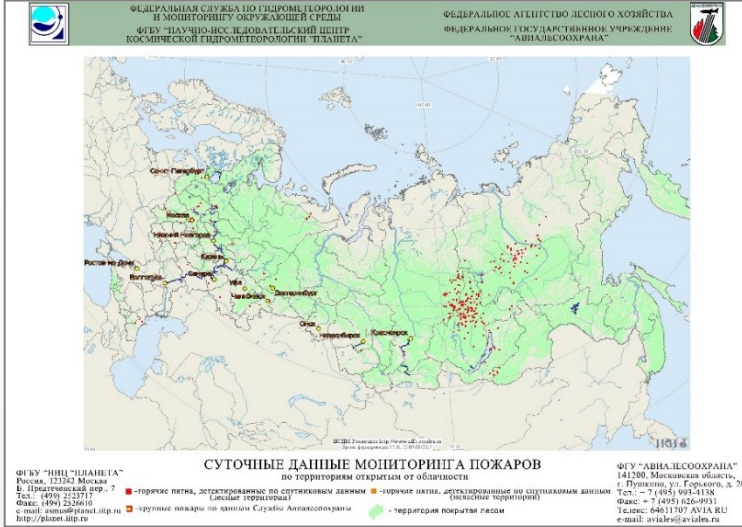 ФЕДЕРАЛЬНАЯ СЛУЖБА ПО ГИДРОМЕТЕОРОЛОГИИ
И МОНИТОРИНГУ ОКРУЖАЮЩЕЙ СРЕДЫ
ФГБУ "НАУЧНО-ИССЛЕДОВАТЕЛЬСКИЙ ЦЕНТР
КОСМИЧЕСКОЙ ГИДРОМЕТЕОРОЛОГИИ "ПЛАНЕТА"
ФЕДЕРАЛЬНОЕ АГЕНТСТВО ЛЕСНОГО ХОЗЯЙСТВА
ФЕДЕРАЛЬНОЕ ГОСУДАРСТВЕННОЕ УЧРЕЖДЕНИЕ
"АВИАЛЕСООХРАНА"
Санкт-Петербург
Москва
Нижний Новгород
Казань
Ростов-на-Дону
Волгоград
Самара
Уфа
Челябинск
Екатеринбург
Омск
Новосибирск
Красноярск
СУТОЧНЫЕ ДАННЫЕ МОНИТОРИНГА ПОЖАРОВ
по территориям открытым от облачности
ФГБУ "НИЦ "ПЛАНЕТА"
Россия, 123242 Москва
Б. Предтеченский пер., 7
Тел.: (499) 2523717
Факс: (499) 2526610
e-mail: asmus@planet.iitp.ru
http://planet.iitp.ru
-горячие пятна, детектированные по спутниковым данным
(лесные территории)
-горячие пятна, детектированные по спутниковым данным
(нелесные территории)
-крупные пожары по данным Службы Авиалесоохраны
- территория покрытая лесом
ФГУ "АВИАЛЕСООХРАНА"
141200, Московская область,
г. Пушкино, ул. Горького, д. 20
Тел.: + 7 (495) 993-4138
Факс: + 7 (495) 626-9931
Телекс: 64611707 AVIA RU
e-mail: aviales@aviales.ru